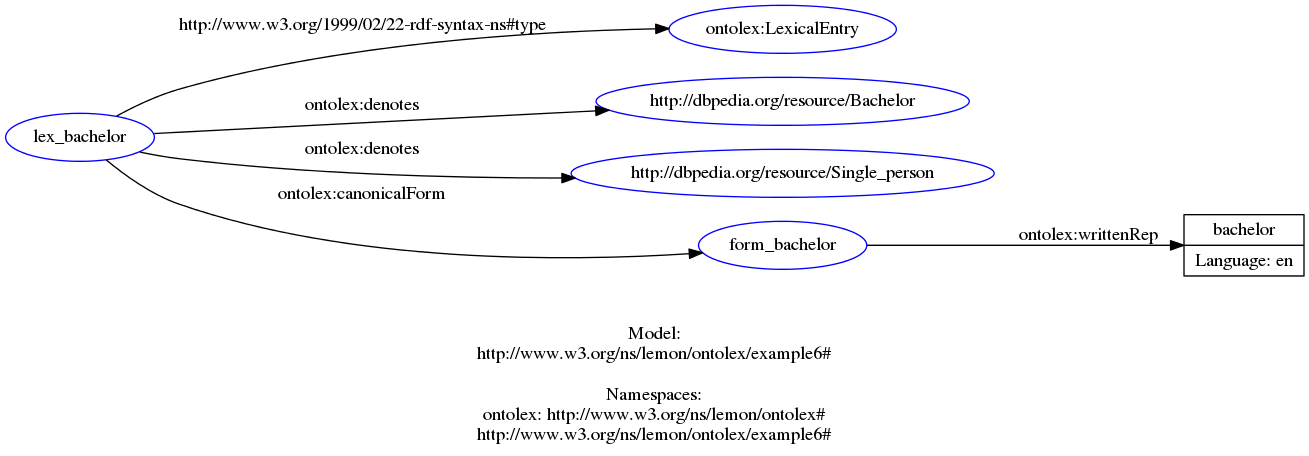 http://www.w3.org/1999/02/22-rdf-syntax-ns#type
ontolex:LexicalEntry
ontolex:denotes
http://dbpedia.org/resource/Bachelor
lex_bachelor
ontolex:denotes
http://dbpedia.org/resource/Single_person
ontolex:canonicalForm
form_bachelor
ontolex:writtenRep
bachelor
Language: en
Model:
http://www.w3.org/ns/lemon/ontolex/example6#
Namespaces:
ontolex: http://www.w3.org/ns/lemon/ontolex#
http://www.w3.org/ns/lemon/ontolex/example6#